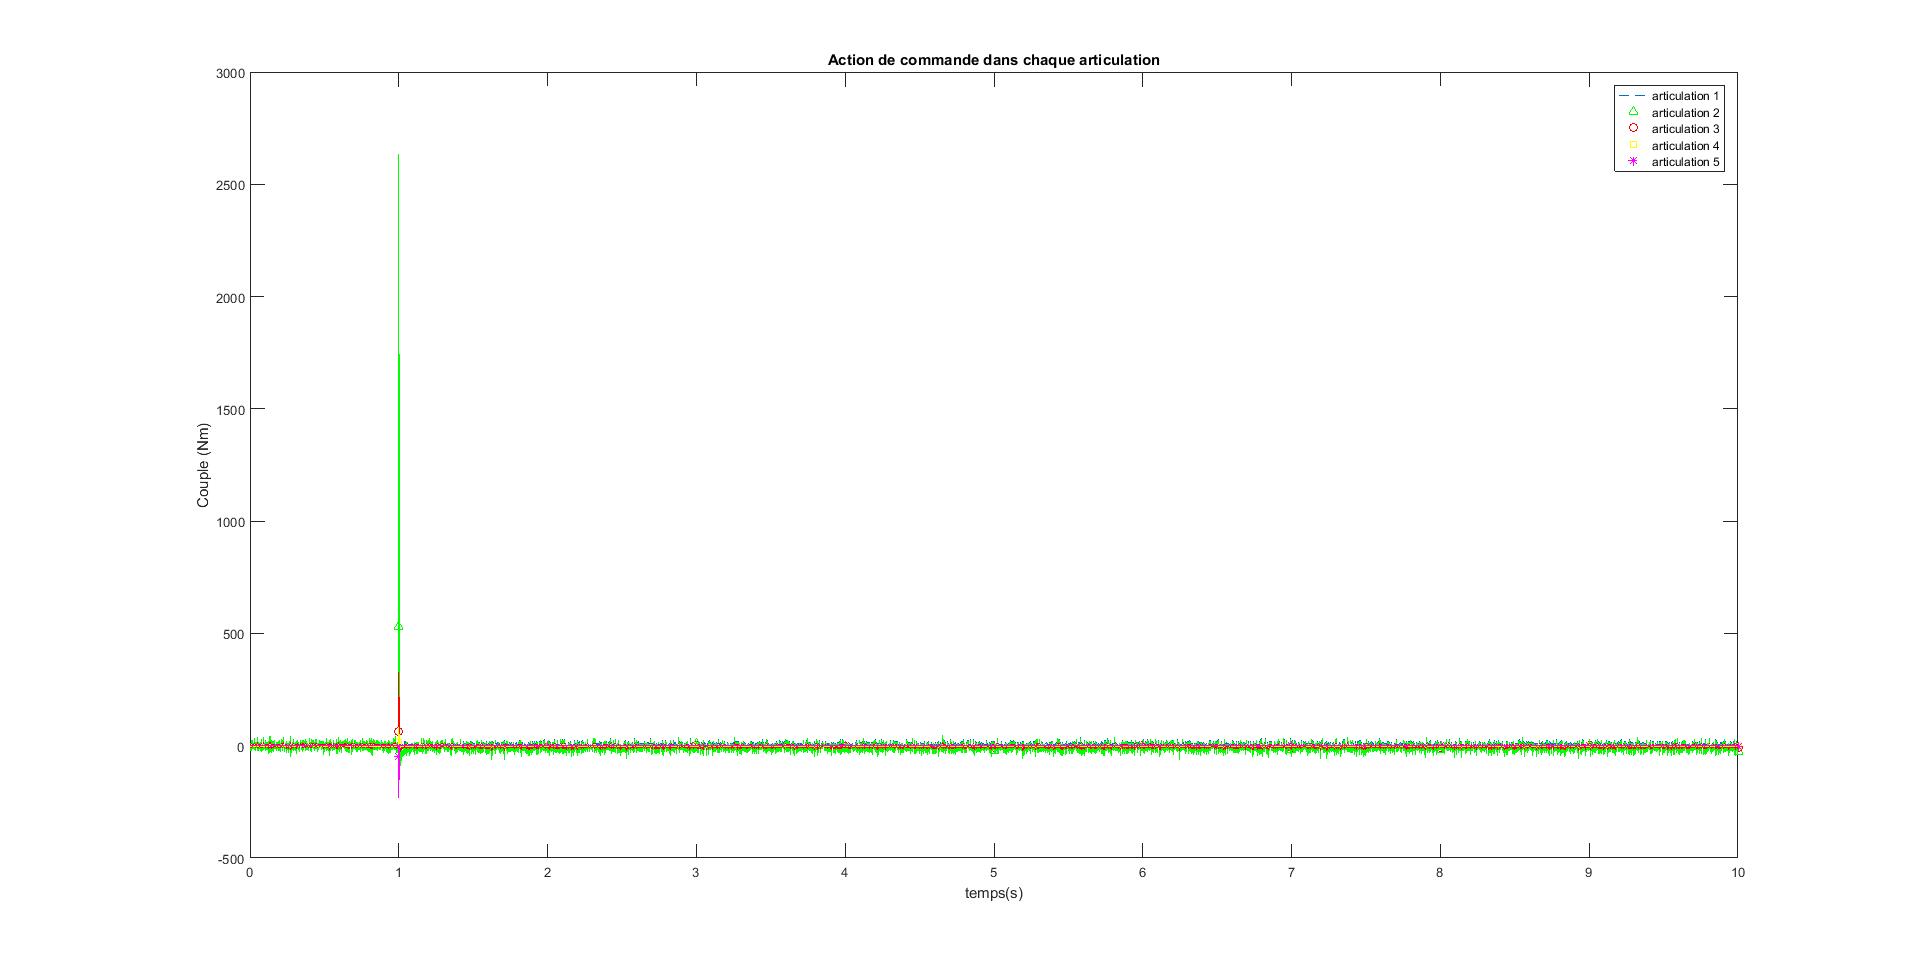 Action de commande dans chaque articulation
3000
2500
2000
1500
1000
500
0
-500
Couple (Nm)
articulation 1
articulation 2
articulation 3
articulation 4
articulation 5
0 1 2 3 4 5 6 7 8 9 10
temps(s)